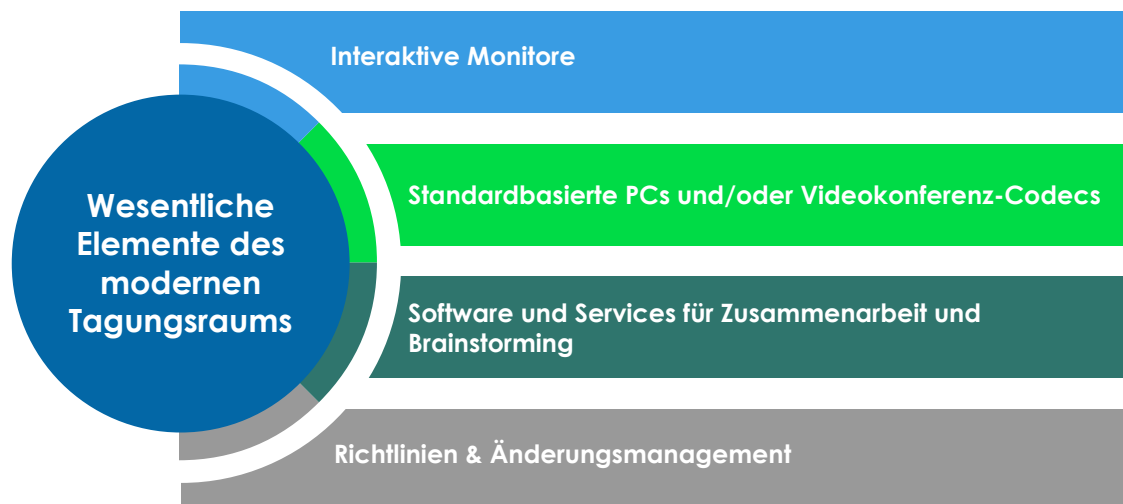 Wesentliche
Elemente des
modernen
Tagungsraums
Interaktive Monitore
Standardbasierte PCs und/oder Videokonferenz-Codecs
Software und Services für Zusammenarbeit und
Brainstorming
Richtlinien & Änderungsmanagement